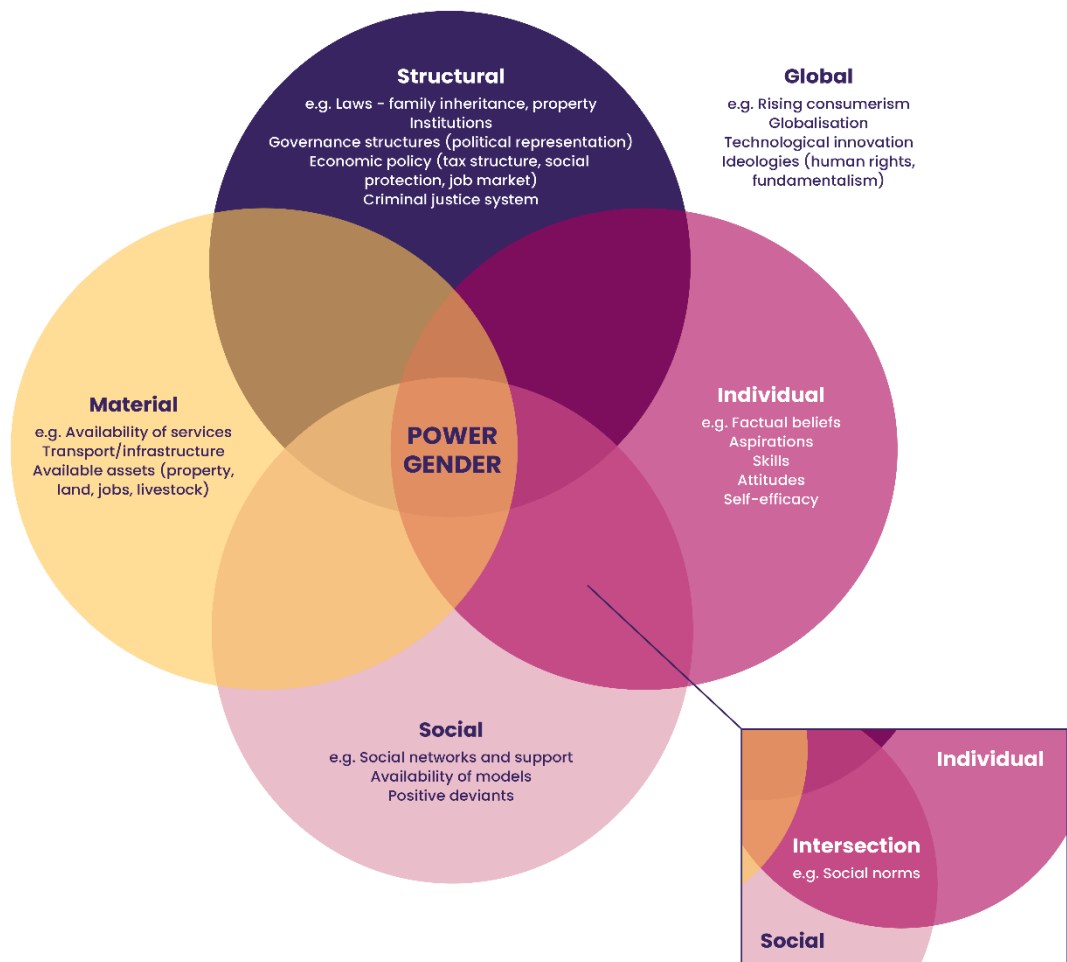 Structural
e.g. Laws - family inheritance, property
Institutions
Governance structures (political representation)
Economic policy (tax structure, social
protection, job market)
Criminal justice system
Global
e.g. Rising consumerism
Globalisation
Technological innovation
Ideologies (human rights,
fundamentalism)
Material
e.g. Availability of services
Transport/infrastructure
Available assets (property,
land, jobs, livestock)
POWER
GENDER
Individual
e.g. Factual beliefs
Aspirations
Skills
Attitudes
Self-efficacy
Social
e.g. Social networks and support
Availability of models
Positive deviants
Individual
Intersection
e.g. Social norms
Social